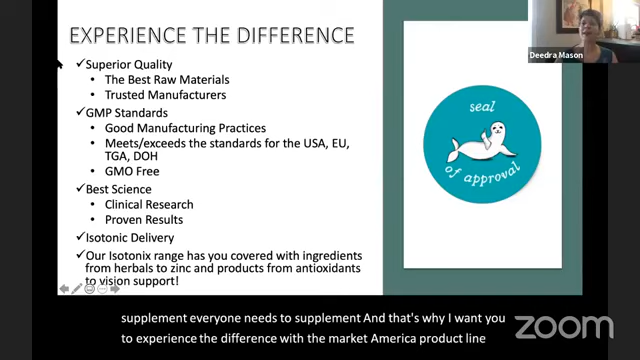 EXPERIENCE THE DIFFERENCE
✓Superior Quality
• The Best Raw Materials
• Trusted Manufacturers
✓GMP Standards
• Good Manufacturing Practices
• Meets/exceeds the standards for the USA, EU,
TGA, DOH
• GMO Free
✓Best Science
• Clinical Research
• Proven Results
✓Isotonic Delivery
✓Our Isotonix range has you covered with ingredients
from herbals to zinc and products from antioxidants
to vision support!
seal
of approval
Deedra Mason
supplement everyone needs to supplement And that's why I want you
to experience the difference with the market America product line
zoom